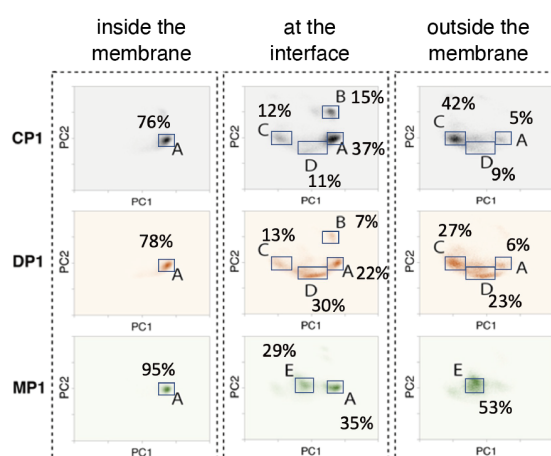 inside the
membrane
at the
interface
outside the
membrane
CP1
PC2
76%
A
PC1
PC2
12%
C
B 15%
A 37%
D
11%
PC1
PC2
42%
C
5%
A
D
9%
PC1
DP1
PC2
78%
A
PC1
PC2
13%
C
B 7%
A 22%
D
30%
PC1
PC2
27%
C
6%
A
D
23%
PC1
MP1
PC2
95%
A
PC1
PC2
29%
E
A
35%
PC1
PC2
E
53%
PC1